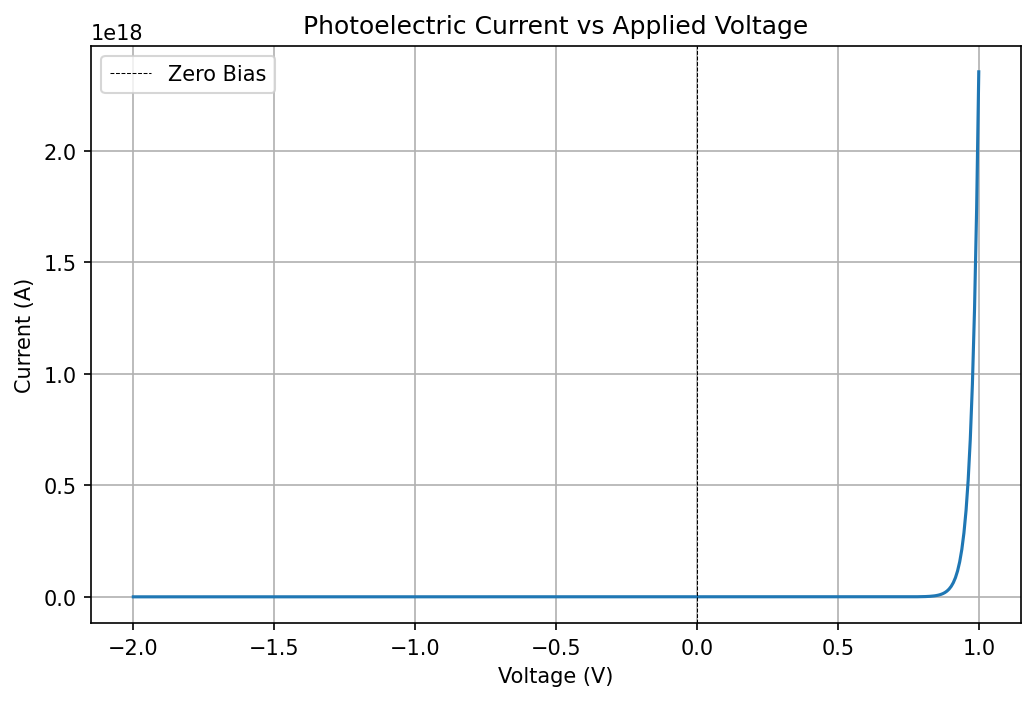 Photoelectric Current vs Applied Voltage
1e18
Zero Bias
2.0
1.5
1.0
0.5
0.0
Current (A)
−2.0 −1.5 −1.0 −0.5 0.0 0.5 1.0
Voltage (V)